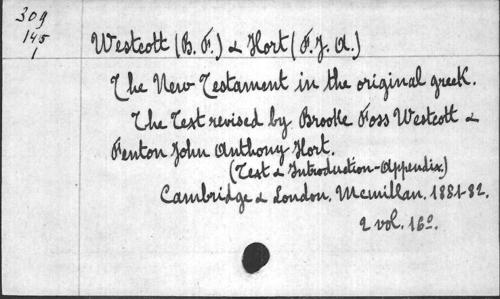 309
145
1
Westcott (B. F.) & Hort (F. J. A.)
The New Testament in the original greek.
The Text revised by Brooke Foss Westcott &
Fenton John Anthony Hort.
(Text & Introduction-Appendix)
Cambridge & London. Mcmillan. 1881-82.
2 vol. 16º.